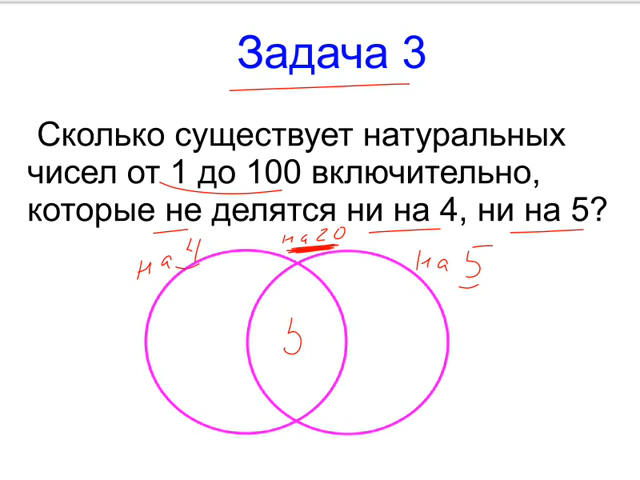 Задача 3
Сколько существует натуральных
чисел от 1 до 100 включительно,
которые не делятся ни на 4, ни на 5?
на 4
на 20
на 5
5